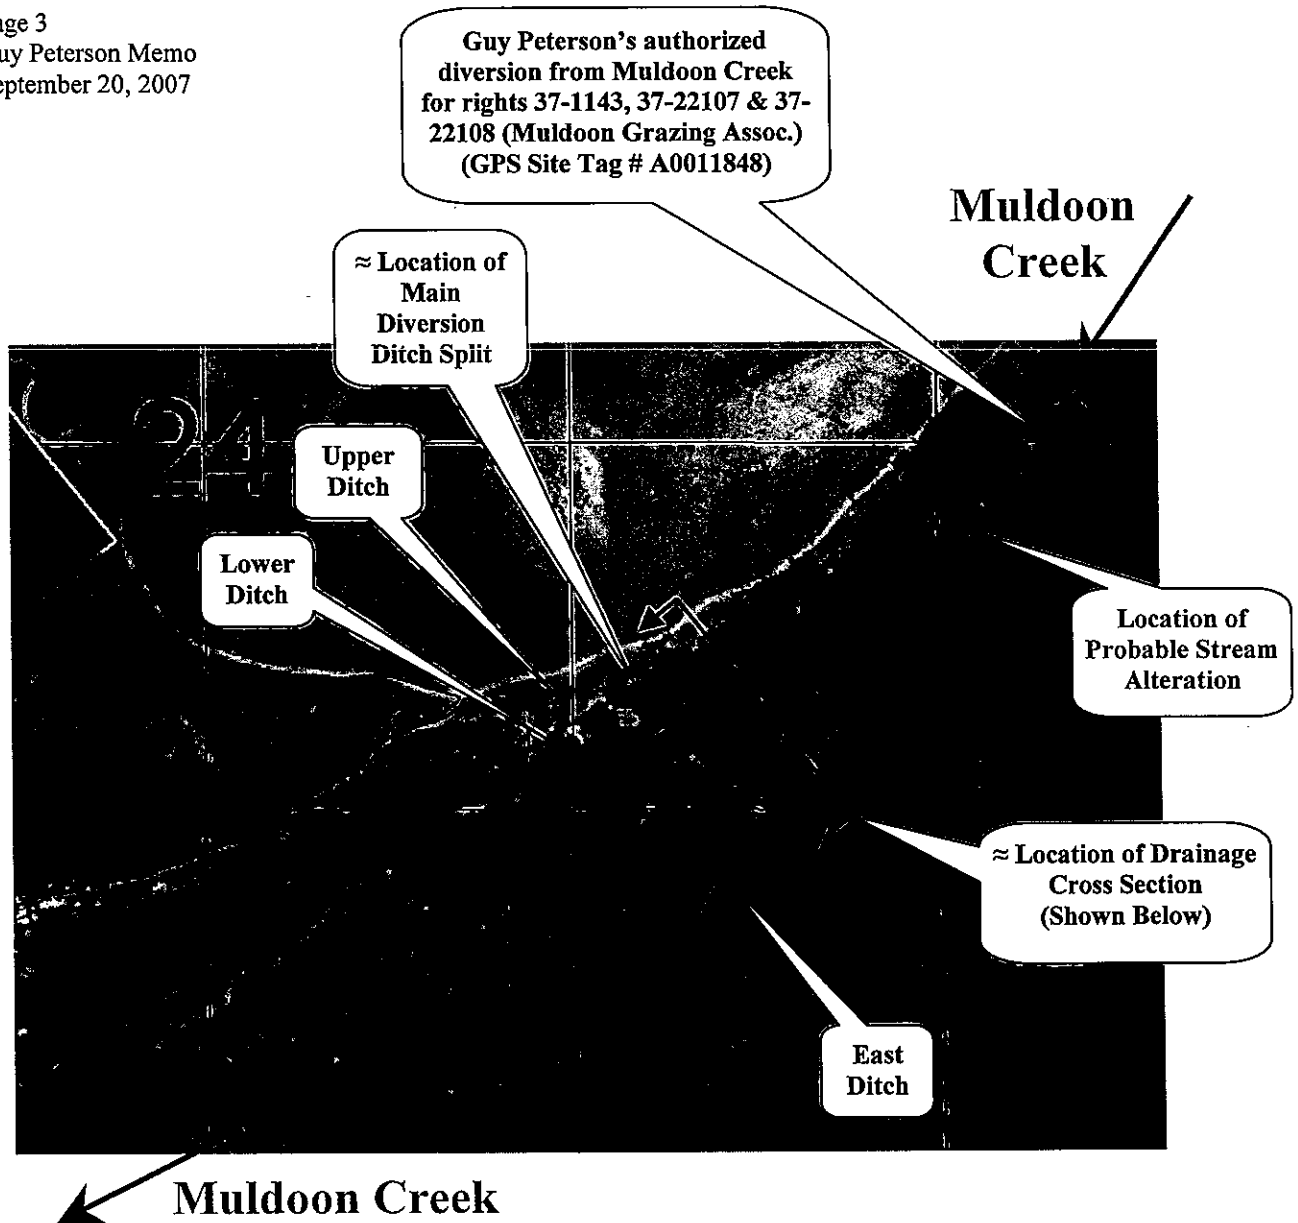 age 3
uy Peterson Memo
eptember 20, 2007
Guy Peterson's authorized
diversion from Muldoon Creek
for rights 37-1143, 37-22107 & 37-
22108 (Muldoon Grazing Assoc.)
(GPS Site Tag # A0011848)
Muldoon
Creek
≈ Location of
Main
Diversion
Ditch Split
24
Upper
Ditch
Lower
Ditch
Location of
Probable Stream
Alteration
≈ Location of Drainage
Cross Section
(Shown Below)
East
Ditch
Muldoon Creek